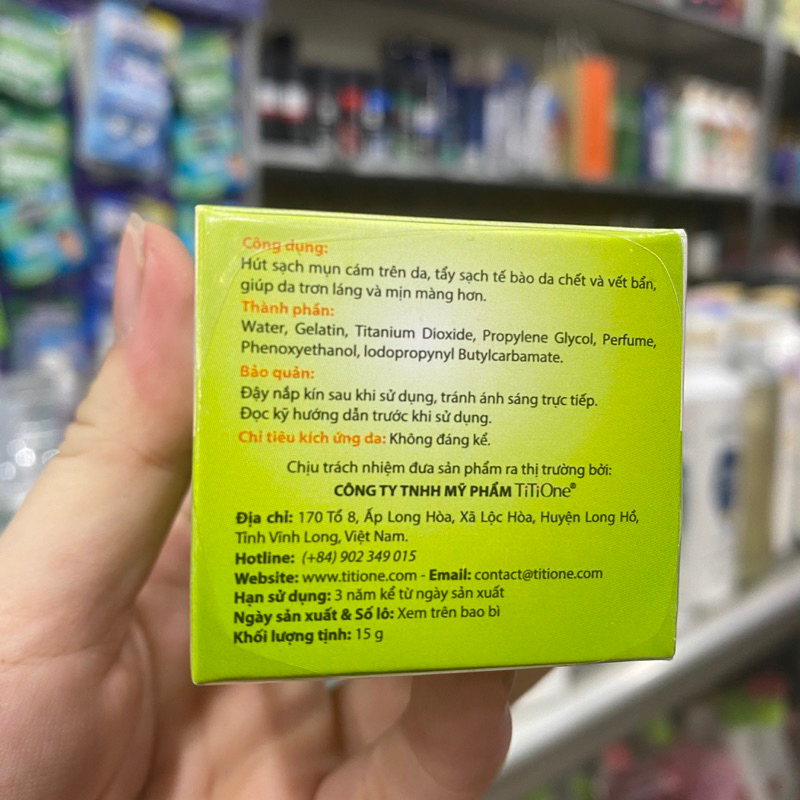 Công dụng:
Hút sạch mụn cám trên da, tẩy sạch tế bào da chết và vết bẩn,
giúp da trơn láng và mịn màng hơn.
Thành phần:
Water, Gelatin, Titanium Dioxide, Propylene Glycol, Perfume,
Phenoxyethanol, Iodopropynyl Butylcarbamate.
Bảo quản:
Đậy nắp kín sau khi sử dụng, tránh ánh sáng trực tiếp.
Đọc kỹ hướng dẫn trước khi sử dụng.
Chỉ tiêu kích ứng da: Không đáng kể.
Chịu trách nhiệm đưa sản phẩm ra thị trường bởi:
CÔNG TY TNHH MỸ PHẨM TiTiOne®
Địa chỉ: 170 Tổ 8, Ấp Long Hòa, Xã Lộc Hòa, Huyện Long Hồ,
Tỉnh Vĩnh Long, Việt Nam.
Hotline: (+84) 902 349 015
Website: www.titione.com - Email: contact@titione.com
Hạn sử dụng: 3 năm kể từ ngày sản xuất
Ngày sản xuất & Số lô: Xem trên bao bì
Khối lượng tịnh: 15 g